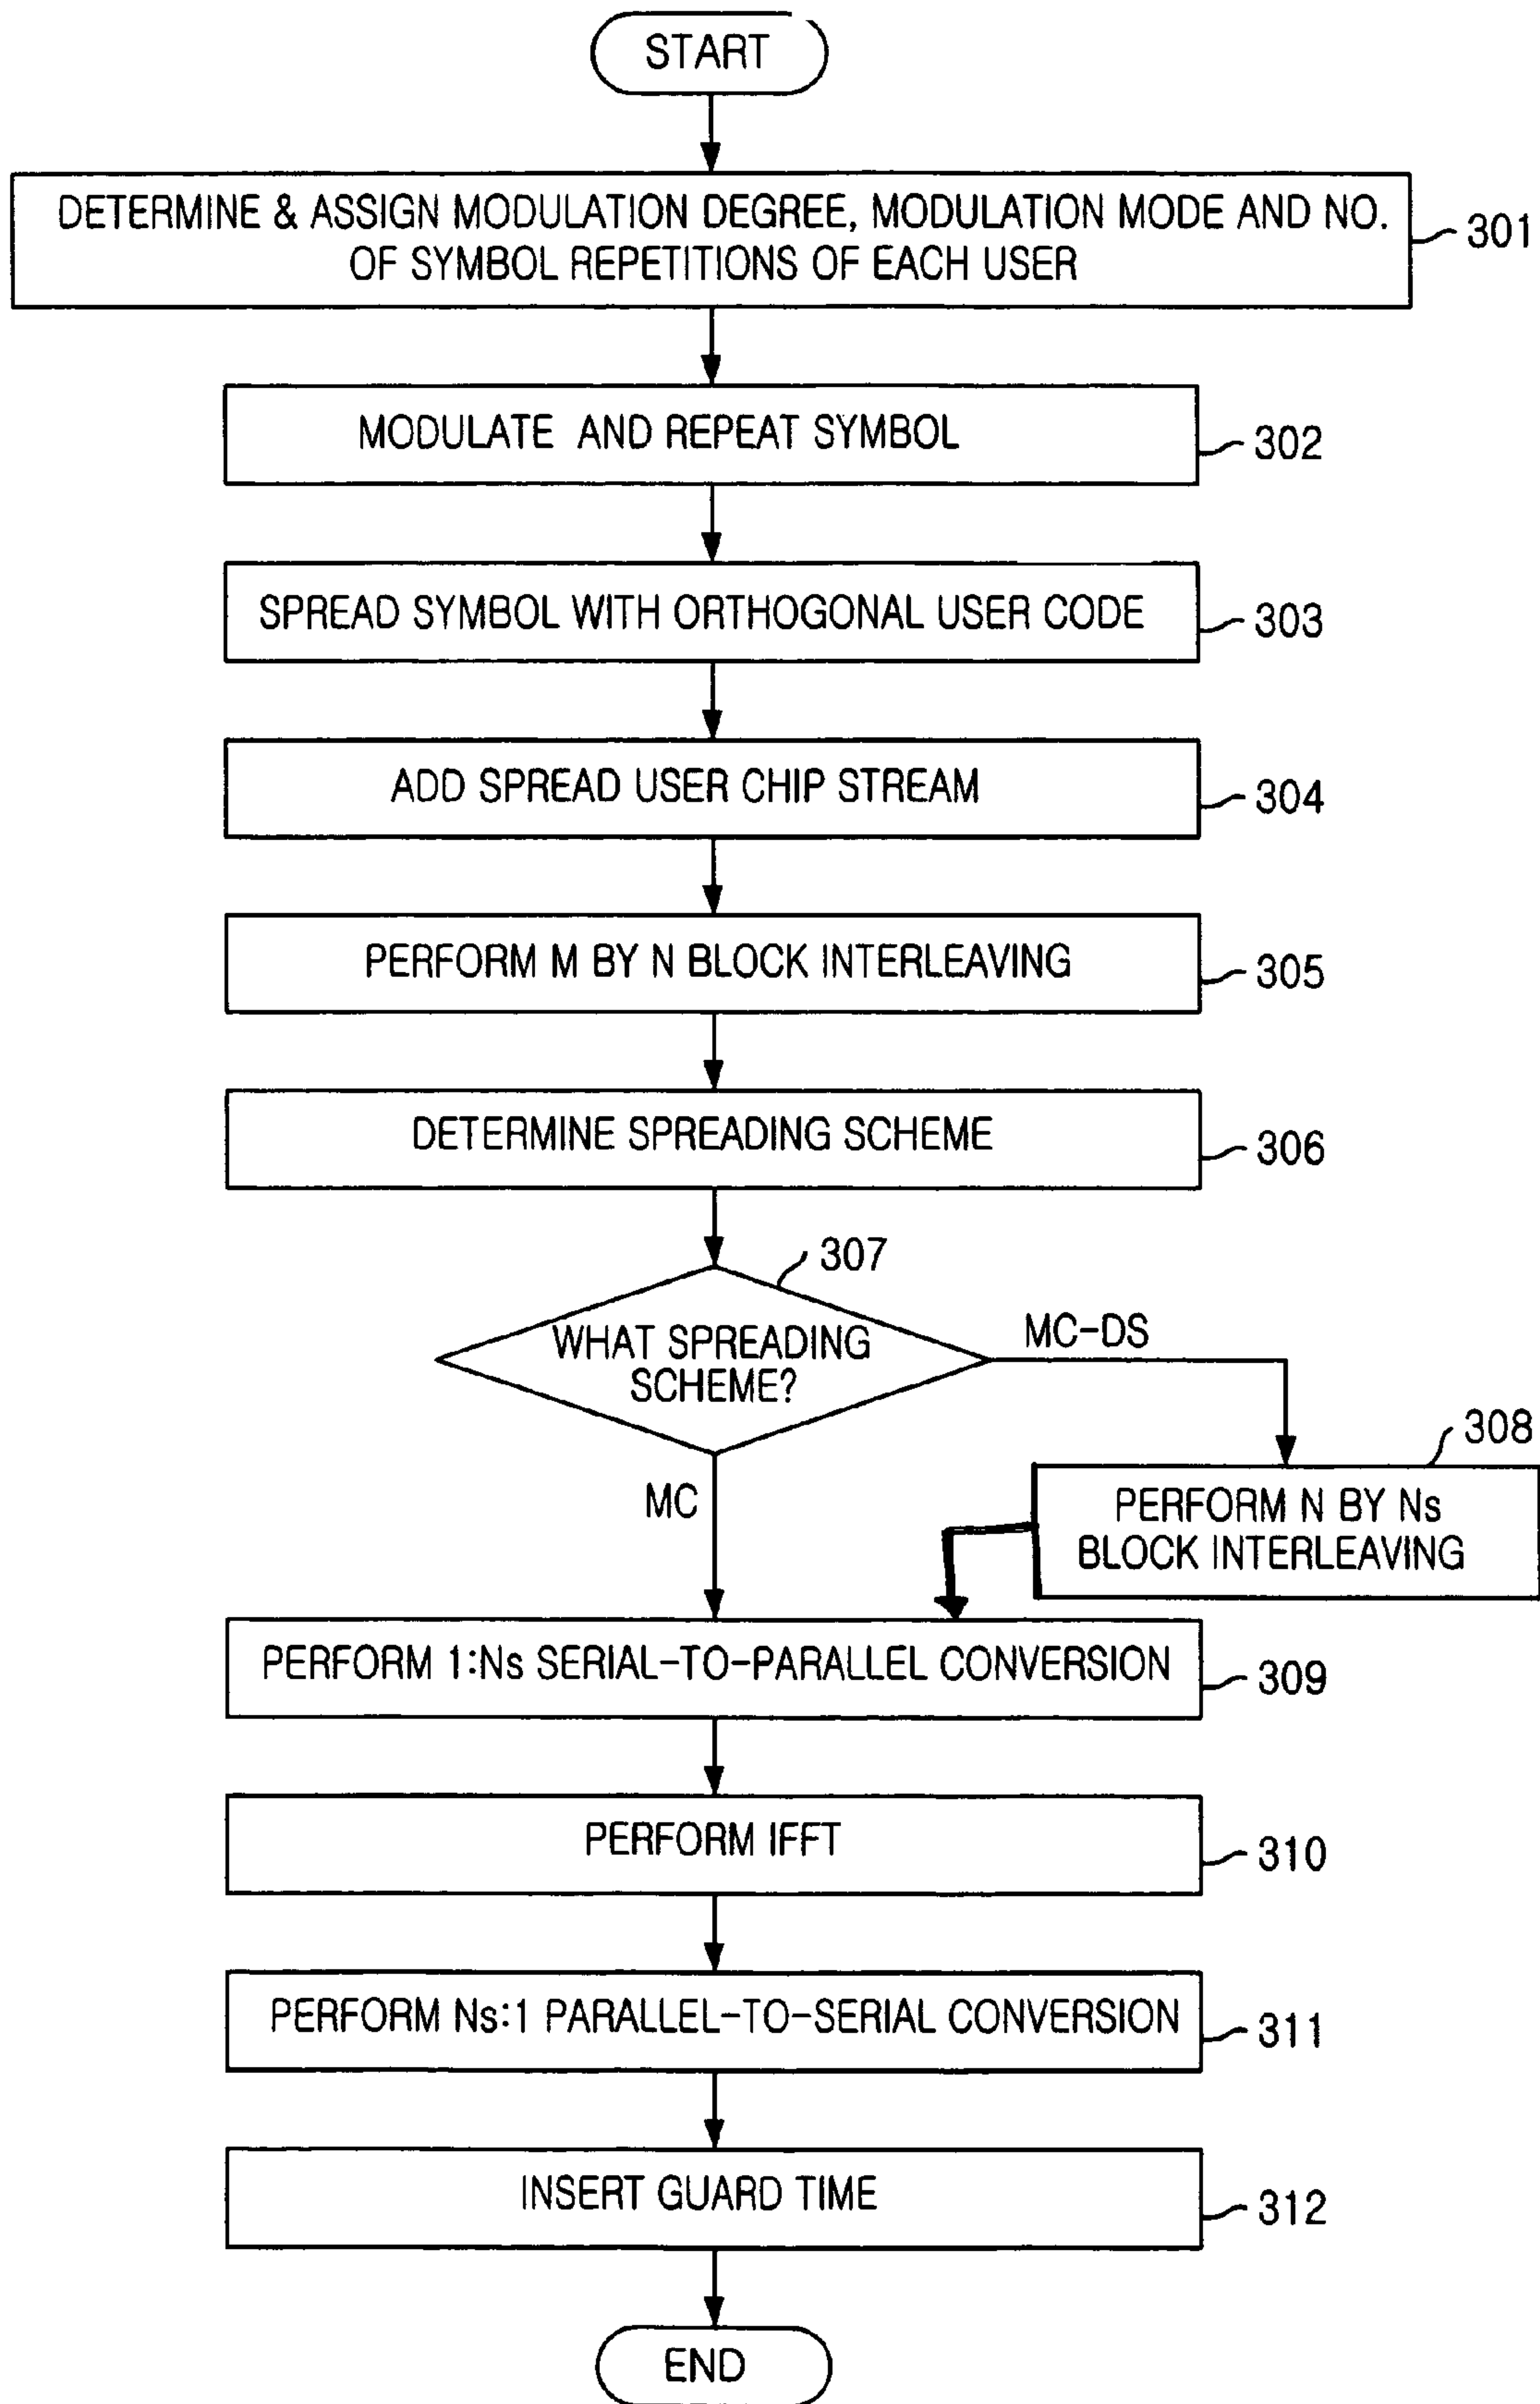 START
DETERMINE & ASSIGN MODULATION DEGREE, MODULATION MODE AND NO.
OF SYMBOL REPETITIONS OF EACH USER
301
MODULATE AND REPEAT SYMBOL
302
SPREAD SYMBOL WITH ORTHOGONAL USER CODE
303
ADD SPREAD USER CHIP STREAM
304
PERFORM M BY N BLOCK INTERLEAVING
305
DETERMINE SPREADING SCHEME
306
307
WHAT SPREADING
SCHEME?
MC-DS
MC
308
PERFORM N BY Ns
BLOCK INTERLEAVING
PERFORM 1:Ns SERIAL-TO-PARALLEL CONVERSION
309
PERFORM IFFT
310
PERFORM Ns:1 PARALLEL-TO-SERIAL CONVERSION
311
INSERT GUARD TIME
312
END